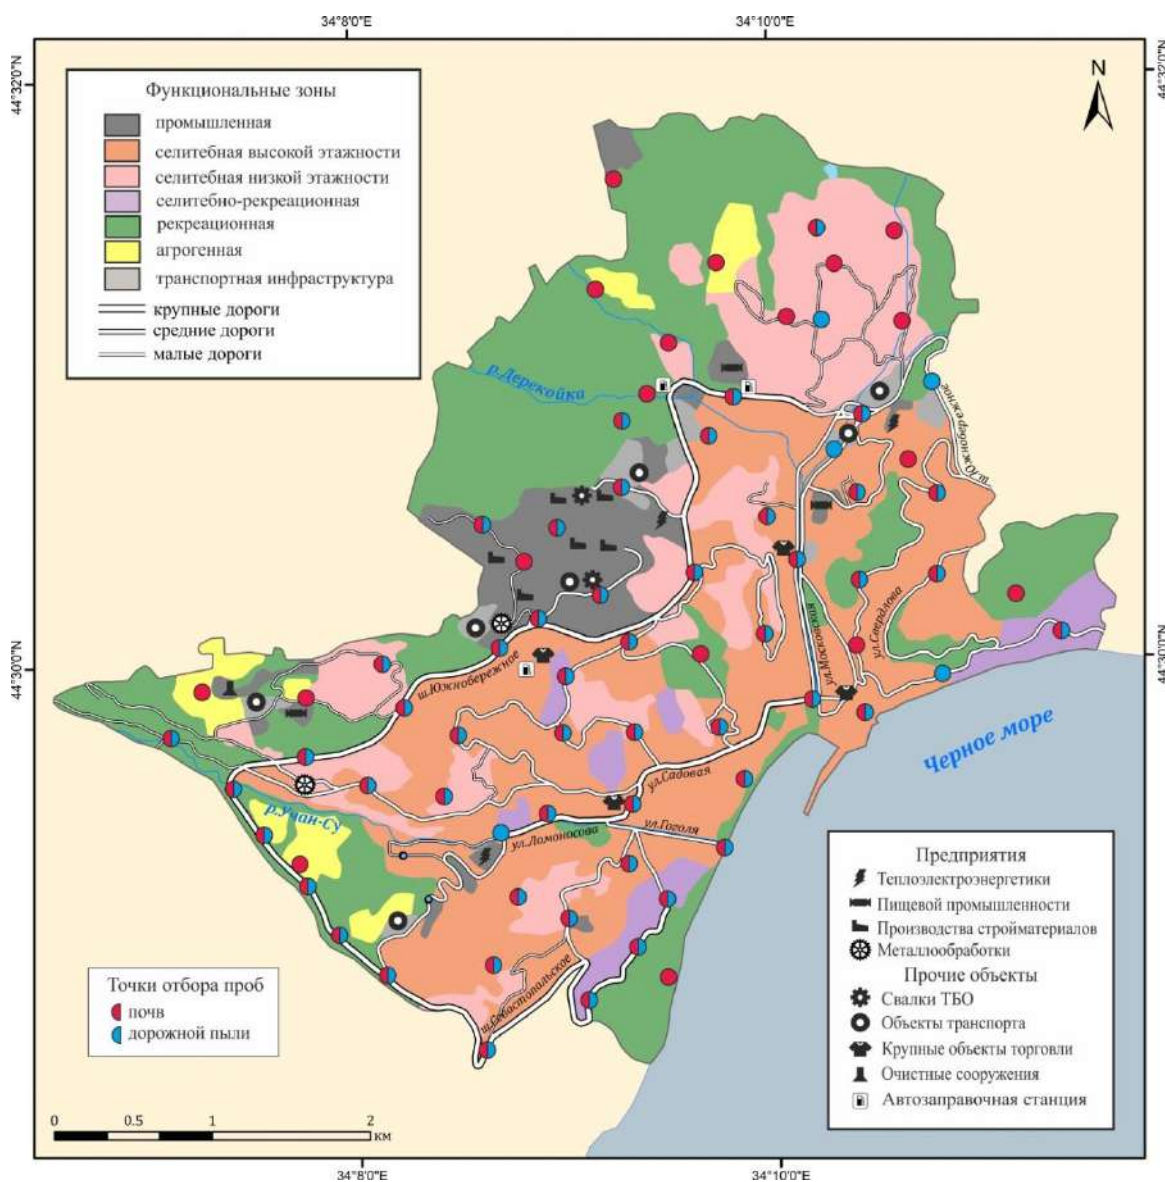 34°8'0"E
34°10'0"E
44°32'0"N
44°32'0"N
N
Функциональные зоны
промышленная
селитебная высокой этажности
селитебная низкой этажности
селитебно-рекреационная
рекреационная
агрогенная
транспортная инфраструктура
крупные дороги
средние дороги
малые дороги
р.Дерекойка
ш.Южнобережное
ул.Московская
ул.Свердлова
44°30'0"N
44°30'0"N
ш.Южнобережное
Черное море
ул.Садовая
р.Учан-Су
ул.Ломоносова
ул.Гоголя
ш.Севастопольское
Предприятия
Теплоэлектроэнергетики
Пищевой промышленности
Производства стройматериалов
Металлообработки
Прочие объекты
Свалки ТБО
Объекты транспорта
Крупные объекты торговли
Очистные сооружения
Автозаправочная станция
Точки отбора проб
почв
дорожной пыли
0 0.5 1 2
км
34°8'0"E
34°10'0"E